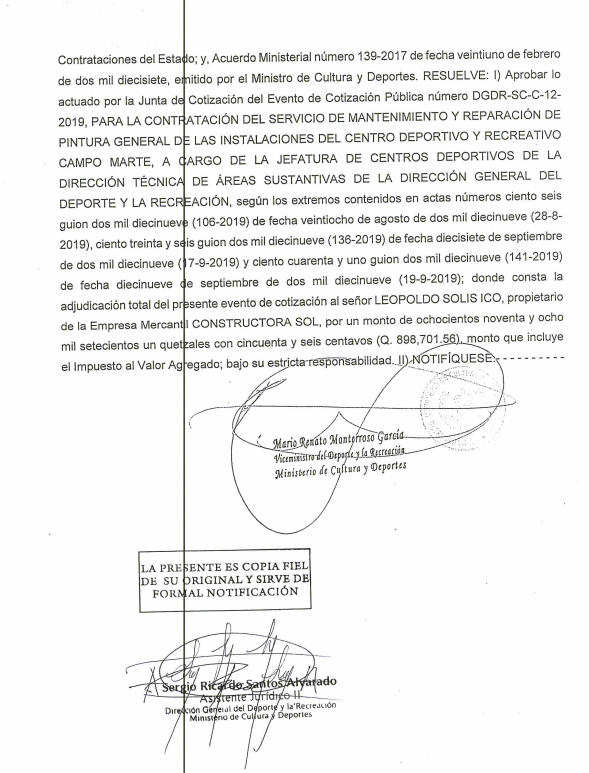 Contrataciones del Estado; y, Acuerdo Ministerial número 139-2017 de fecha veintiuno de febrero
de dos mil diecisiete, emitido por el Ministro de Cultura y Deportes. RESUELVE: I) Aprobar lo
actuado por la Junta de Cotización del Evento de Cotización Pública número DGDR-SC-C-12-
2019, PARA LA CONTRATACIÓN DEL SERVICIO DE MANTENIMIENTO Y REPARACIÓN DE
PINTURA GENERAL DE LAS INSTALACIONES DEL CENTRO DEPORTIVO Y RECREATIVO
CAMPO MARTE, A CARGO DE LA JEFATURA DE CENTROS DEPORTIVOS DE LA
DIRECCIÓN TÉCNICA DE ÁREAS SUSTANTIVAS DE LA DIRECCIÓN GENERAL DEL
DEPORTE Y LA RECREACIÓN, según los extremos contenidos en actas números ciento seis
guion dos mil diecinueve (106-2019) de fecha veintiocho de agosto de dos mil diecinueve (28-8-
2019), ciento treinta y seis guion dos mil diecinueve (136-2019) de fecha diecisiete de septiembre
de dos mil diecinueve (17-9-2019) y ciento cuarenta y uno guion dos mil diecinueve (141-2019)
de fecha diecinueve de septiembre de dos mil diecinueve (19-9-2019); donde consta la
adjudicación total del presente evento de cotización al señor LEOPOLDO SOLIS ICO, propietario
de la Empresa Mercantil CONSTRUCTORA SOL, por un monto de ochocientos noventa y ocho
mil setecientos un quetzales con cincuenta y seis centavos (Q. 898,701.56), monto que incluye
el Impuesto al Valor Agregado; bajo su estricta responsabilidad. II) NOTIFÍQUESE.- - - - - - - - - -
Mario Renato Monterroso García
Viceministro del Deporte y la Recreación
Ministerio de Cultura y Deportes
LA PRESENTE ES COPIA FIEL
DE SU ORIGINAL Y SIRVE DE
FORMAL NOTIFICACIÓN
Sergio Ricardo Santos Alvarado
Asistente Jurídico II
Dirección General del Deporte y la Recreación
Ministerio de Cultura y Deportes